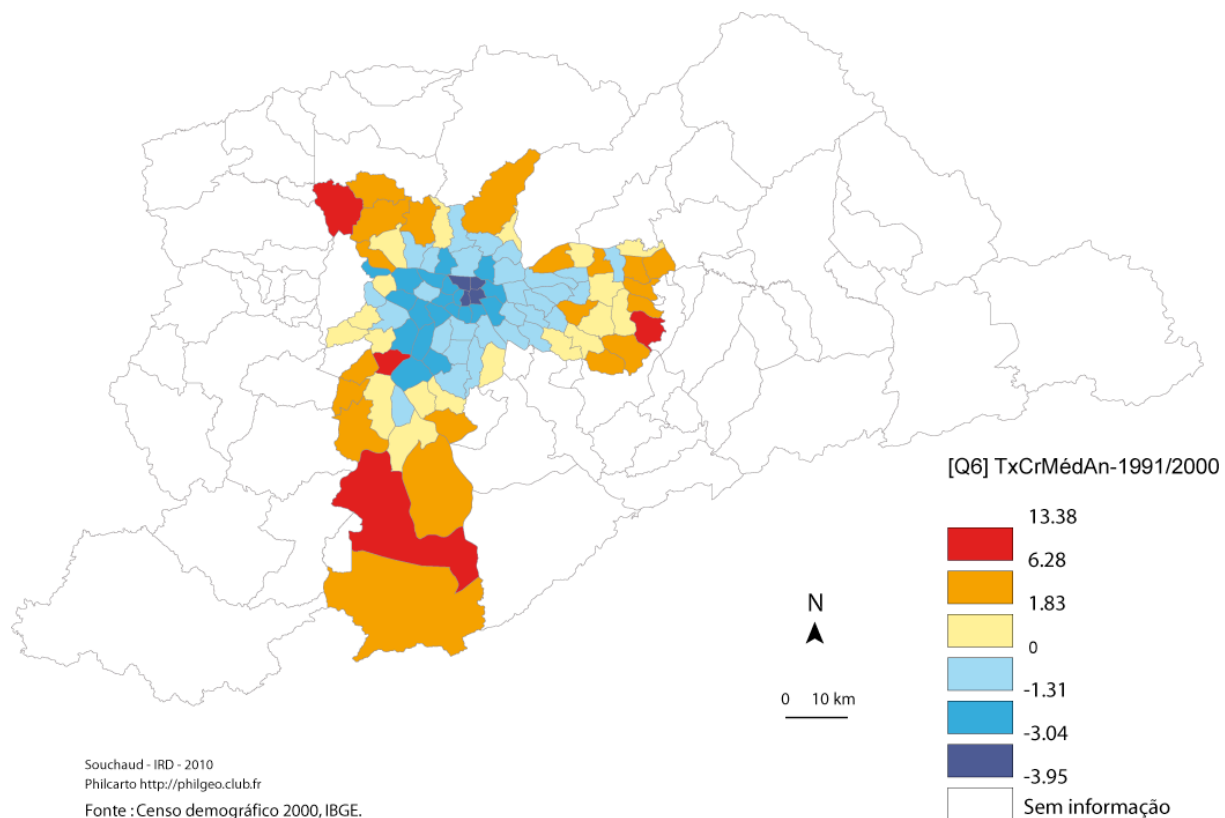 [Q6] TxCrMédAn-1991/2000
13.38
6.28
1.83
0
-1.31
-3.04
-3.95
Sem informação
N
0 10 km
Souchaud - IRD - 2010
Philcarto http://philgeo.club.fr
Fonte : Censo demográfico 2000, IBGE.